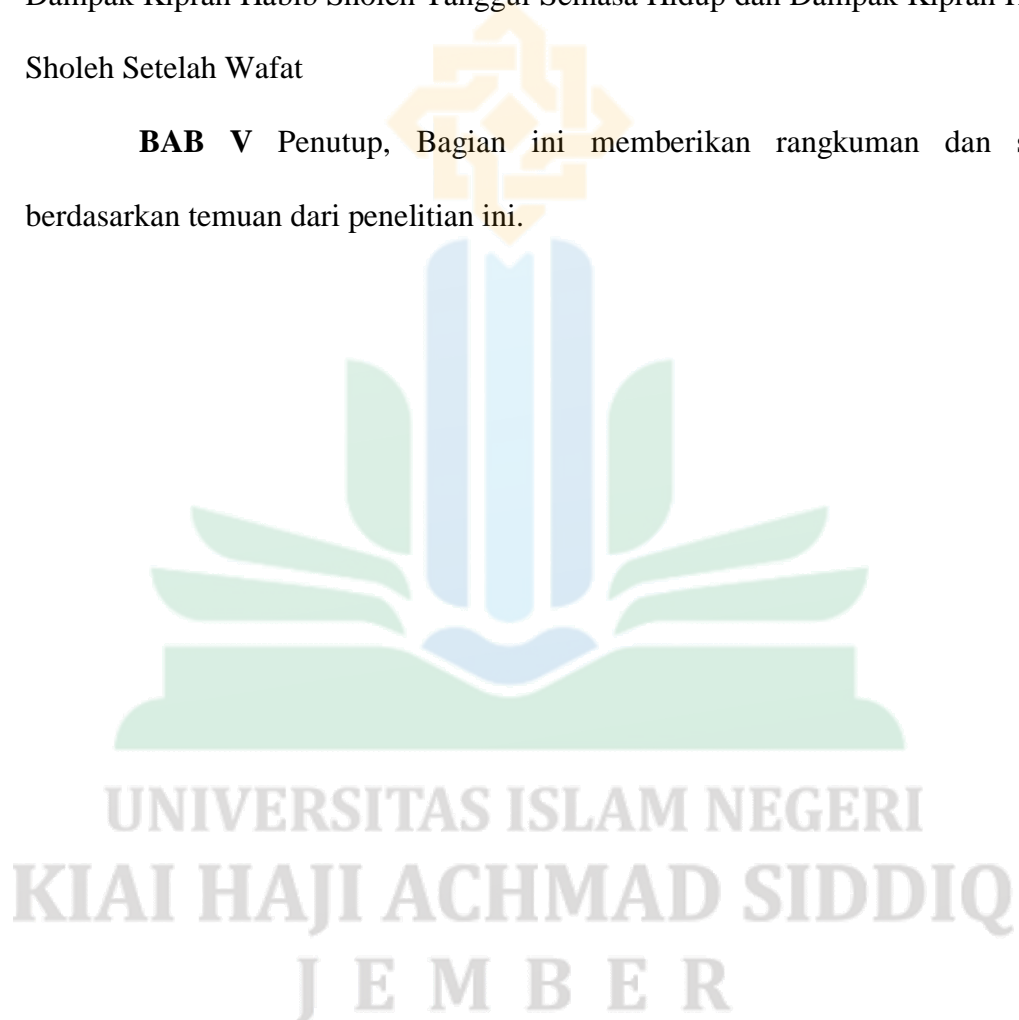 Dampak Kiprah Habib Sholeh Tanggul Semasa Hidup dan Dampak Kiprah
Sholeh Setelah Wafat
BAB V Penutup, Bagian ini memberikan rangkuman dan
berdasarkan temuan dari penelitian ini.
UNIVERSITAS ISLAM NEGERI
KIAI HAJI ACHMAD SIDDIQ
JEMBER